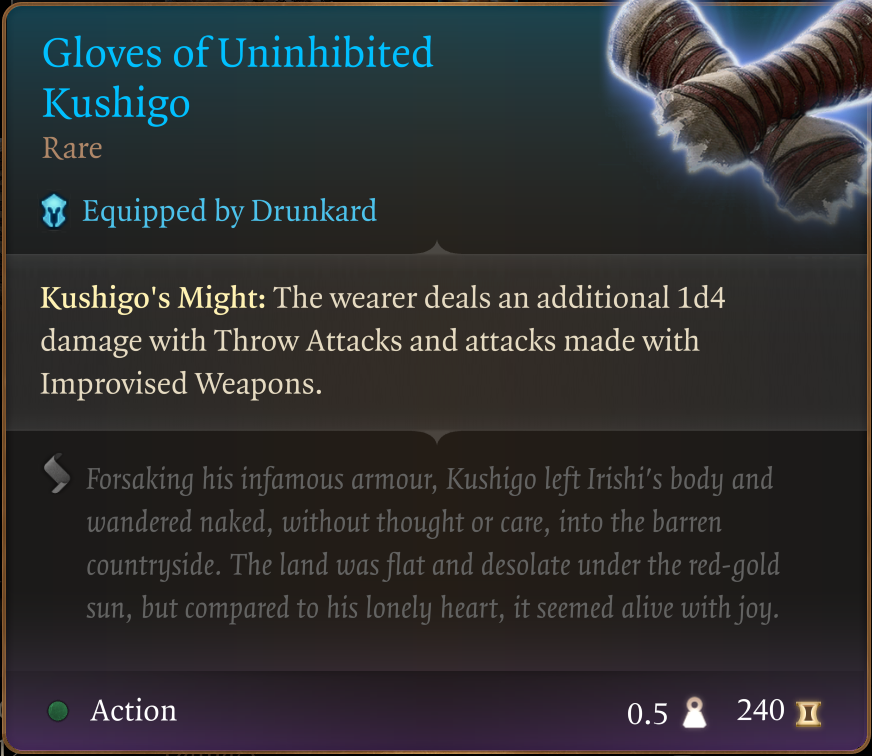 Gloves of Uninhibited
Kushigo
Rare
Equipped by Drunkard
Kushigo's Might: The wearer deals an additional 1d4
damage with Throw Attacks and attacks made with
Improvised Weapons.
Forsaking his infamous armour, Kushigo left Irishi's body and
wandered naked, without thought or care, into the barren
countryside. The land was flat and desolate under the red-gold
sun, but compared to his lonely heart, it seemed alive with joy.
Action 0.5 240